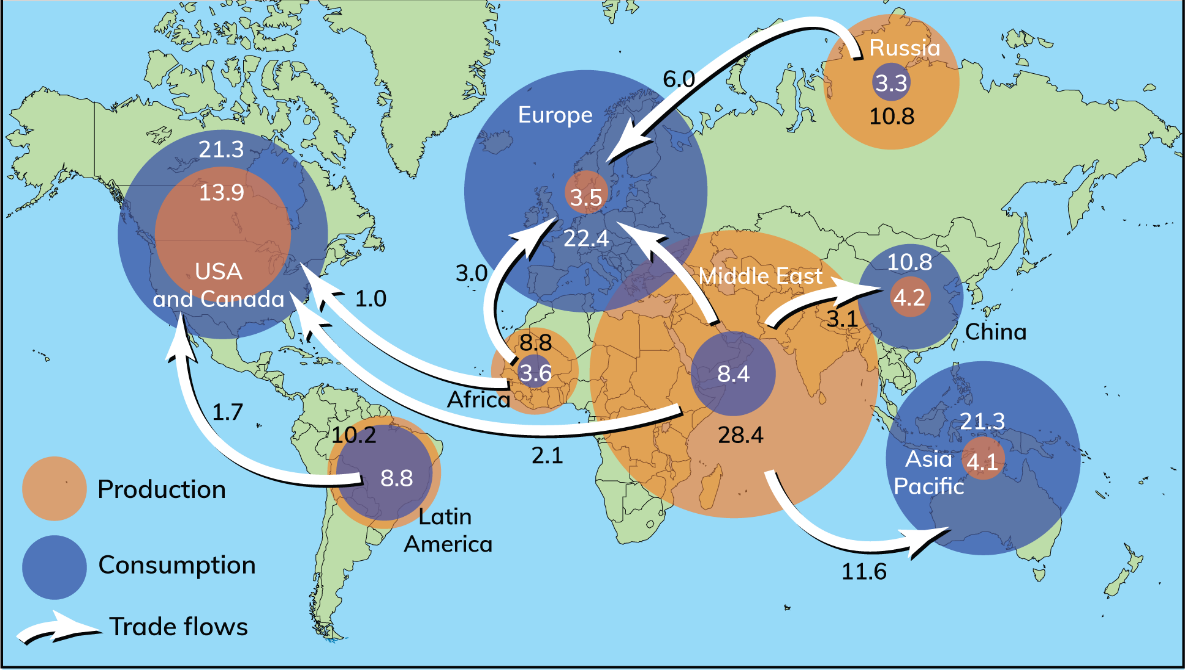 Russia
3.3
10.8
6.0
Europe
3.5
22.4
21.3
13.9
USA
and Canada
3.0
1.0
Middle East
8.4
28.4
3.1
10.8
4.2
China
8.8
3.6
Africa
2.1
1.7
10.2
8.8
Latin
America
21.3
Asia
Pacific
4.1
11.6
Production
Consumption
Trade flows